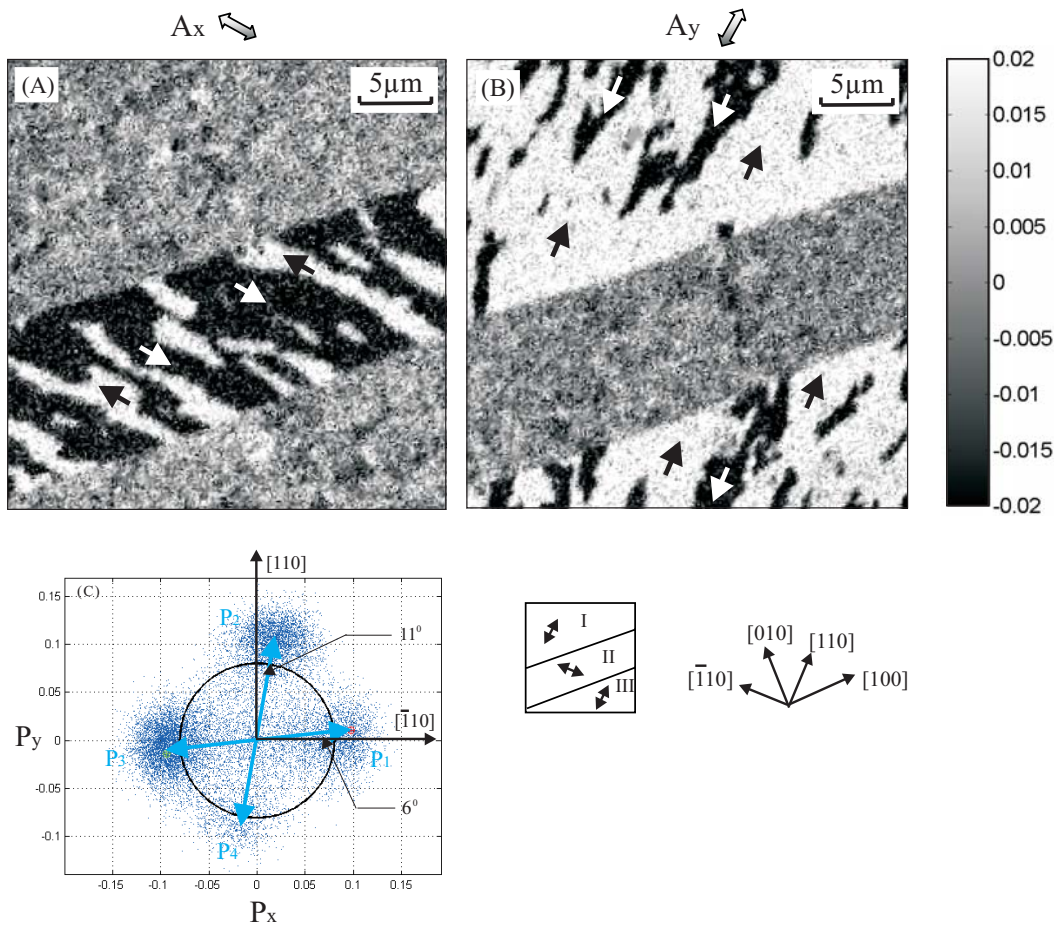 Ax
Ay
(A)
5µm
(B)
5µm
0.02
0.015
0.01
0.005
0
-0.005
-0.01
-0.015
-0.02
[110]
(C)
0.15
0.1
0.05
0
-0.05
-0.1
P2
11⁰
[1̅10]
Py
P3
P1
6⁰
P4
-0.15
-0.1
-0.05
0
0.05
0.1
0.15
Px
I
II
III
[010]
[110]
[1̅10]
[100]